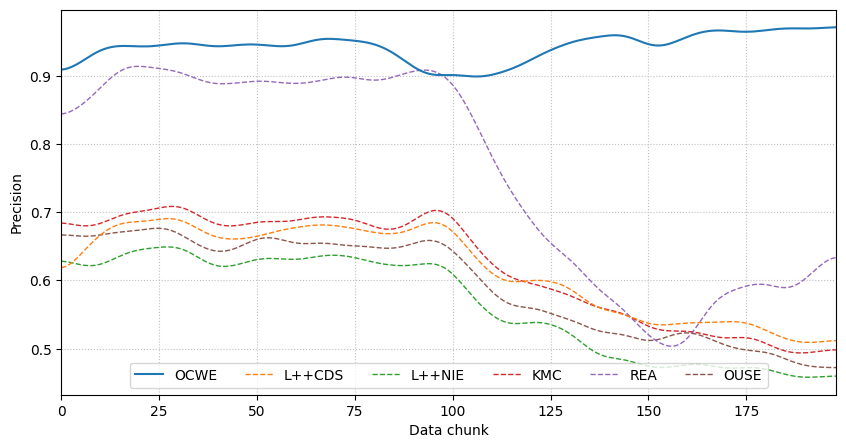 0.9
0.8
0.7
0.6
0.5
Precision
OCWE L++CDS L++NIE KMC REA OUSE
0 25 50 75 100 125 150 175
Data chunk